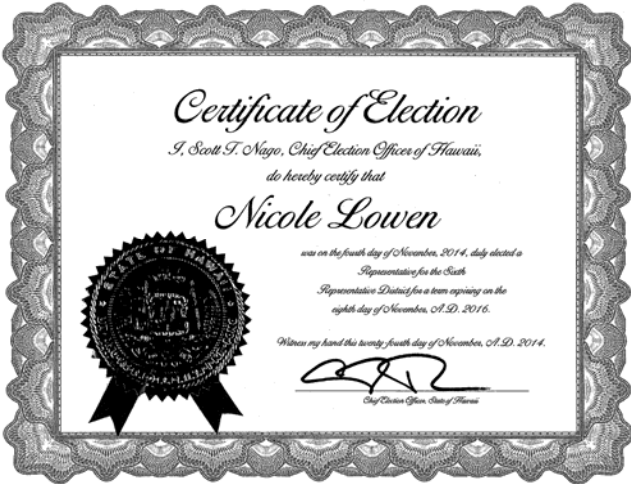 Certificate of Election
I, Scott T. Nago, Chief Election Officer of Hawaii,
do hereby certify that
Nicole Lowen
was on the fourth day of November, 2014, duly elected a
Representative for the Sixth
Representative District for a term expiring on the
eighth day of November, A.D. 2016.
Witness my hand this twenty-fourth day of November, A.D. 2014.
Chief Election Officer, State of Hawaii
STATE OF HAWAII